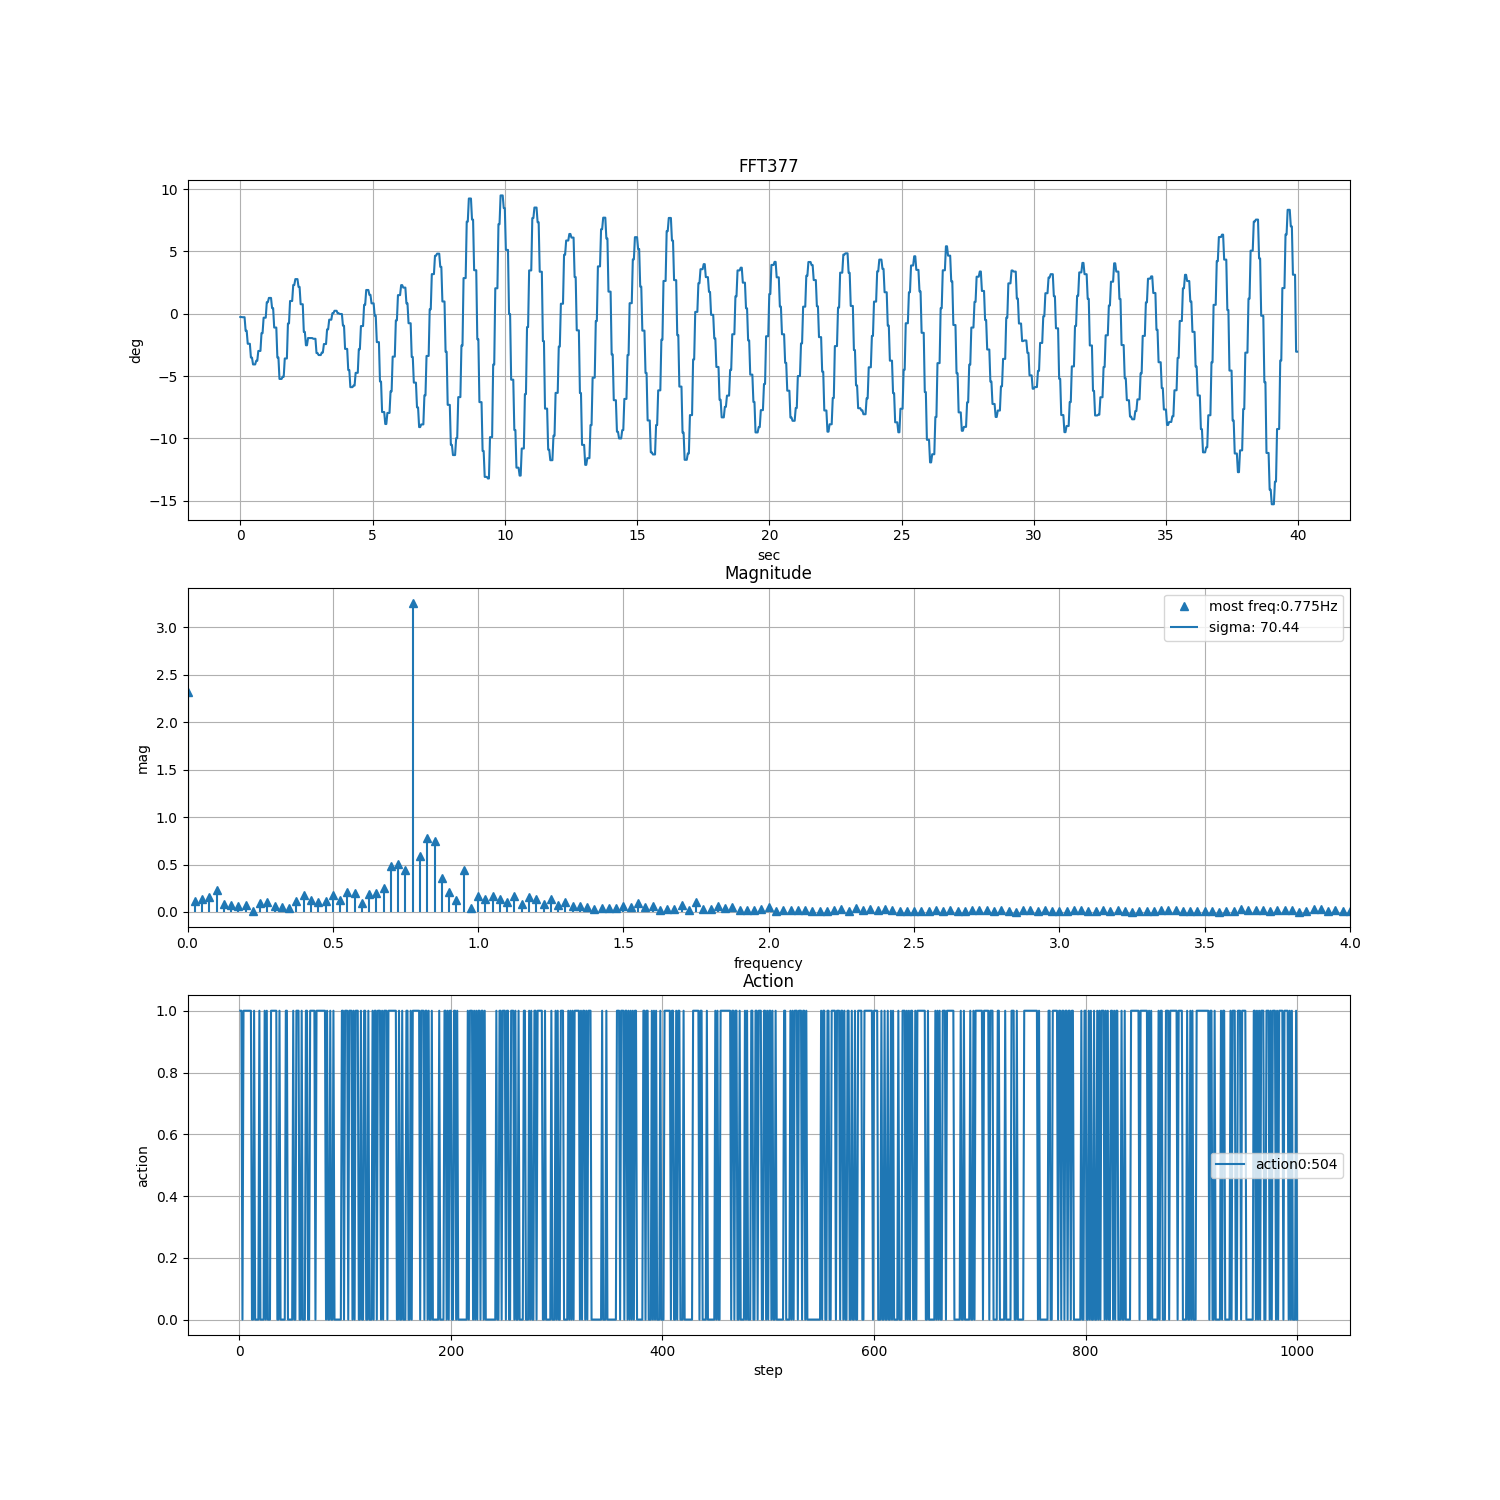 FFT377
10
5
0
−5
−10
−15
deg
0 5 10 15 20 25 30 35 40
sec
Magnitude
most freq:0.775Hz
sigma: 70.44
3.0
2.5
2.0
1.5
1.0
0.5
0.0
mag
0.0 0.5 1.0 1.5 2.0 2.5 3.0 3.5 4.0
frequency
Action
1.0
0.8
0.6
0.4
0.2
0.0
action
action0:504
0 200 400 600 800 1000
step